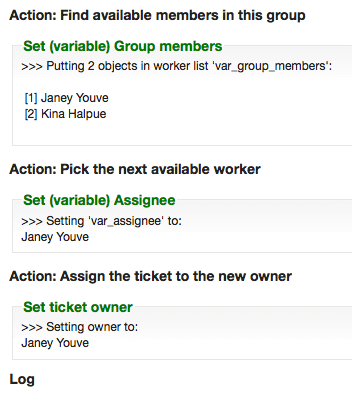 Action: Find available members in this group
Set (variable) Group members
>>> Putting 2 objects in worker list 'var_group_members':
[1] Janey Youve
[2] Kina Halpue
Action: Pick the next available worker
Set (variable) Assignee
>>> Setting 'var_assignee' to:
Janey Youve
Action: Assign the ticket to the new owner
Set ticket owner
>>> Setting owner to:
Janey Youve
Log